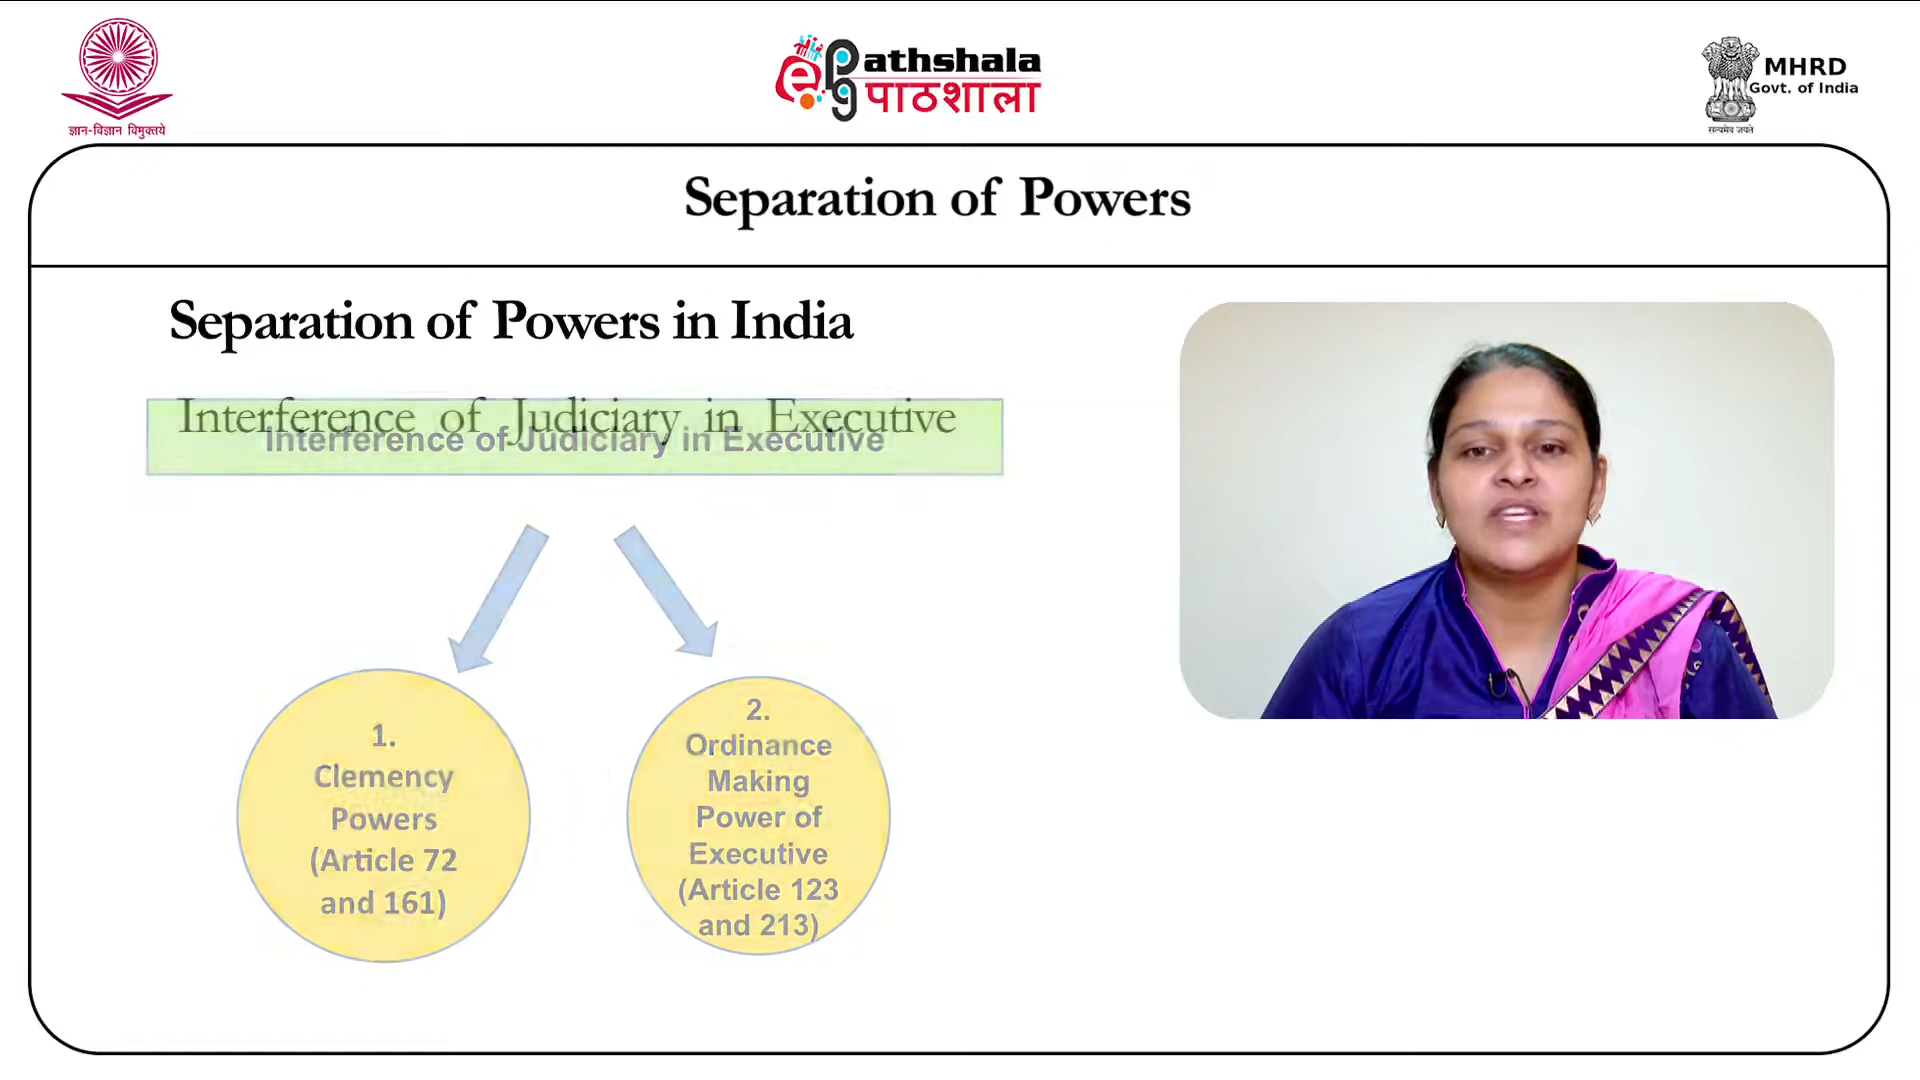 ज्ञान-विज्ञान विमुक्तये
ePG athshala
पाठशाला
MHRD
Govt. of India
सत्यमेव जयते
Separation of Powers
Separation of Powers in India
Interference of Judiciary in Executive
Interference of Judiciary in Executive
1.
Clemency
Powers
(Article 72
and 161)
2.
Ordinance
Making
Power of
Executive
(Article 123
and 213)